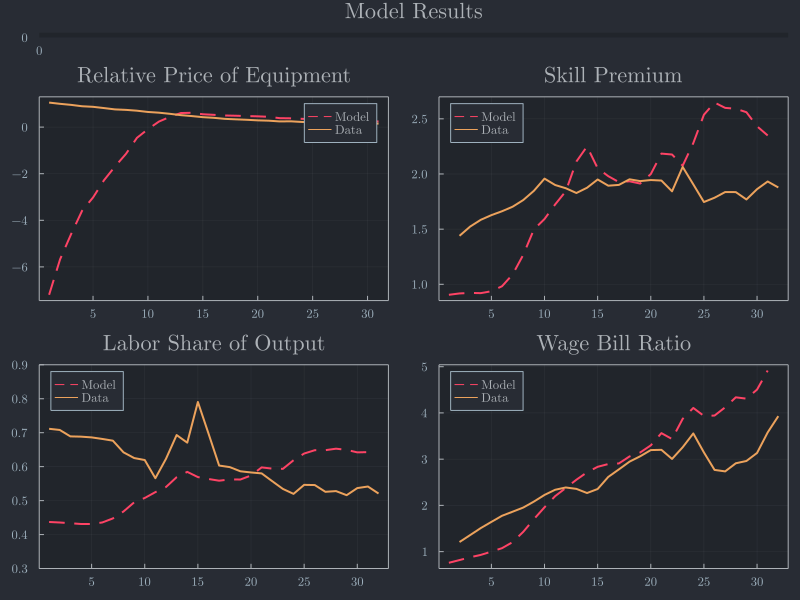 Model Results
0
0
Relative Price of Equipment
0
−2
−4
−6
5 10 15 20 25 30
Model
Data
Skill Premium
2.5
2.0
1.5
1.0
5 10 15 20 25 30
Model
Data
Labor Share of Output
0.9
0.8
0.7
0.6
0.5
0.4
0.3
5 10 15 20 25 30
Model
Data
Wage Bill Ratio
5
4
3
2
1
5 10 15 20 25 30
Model
Data